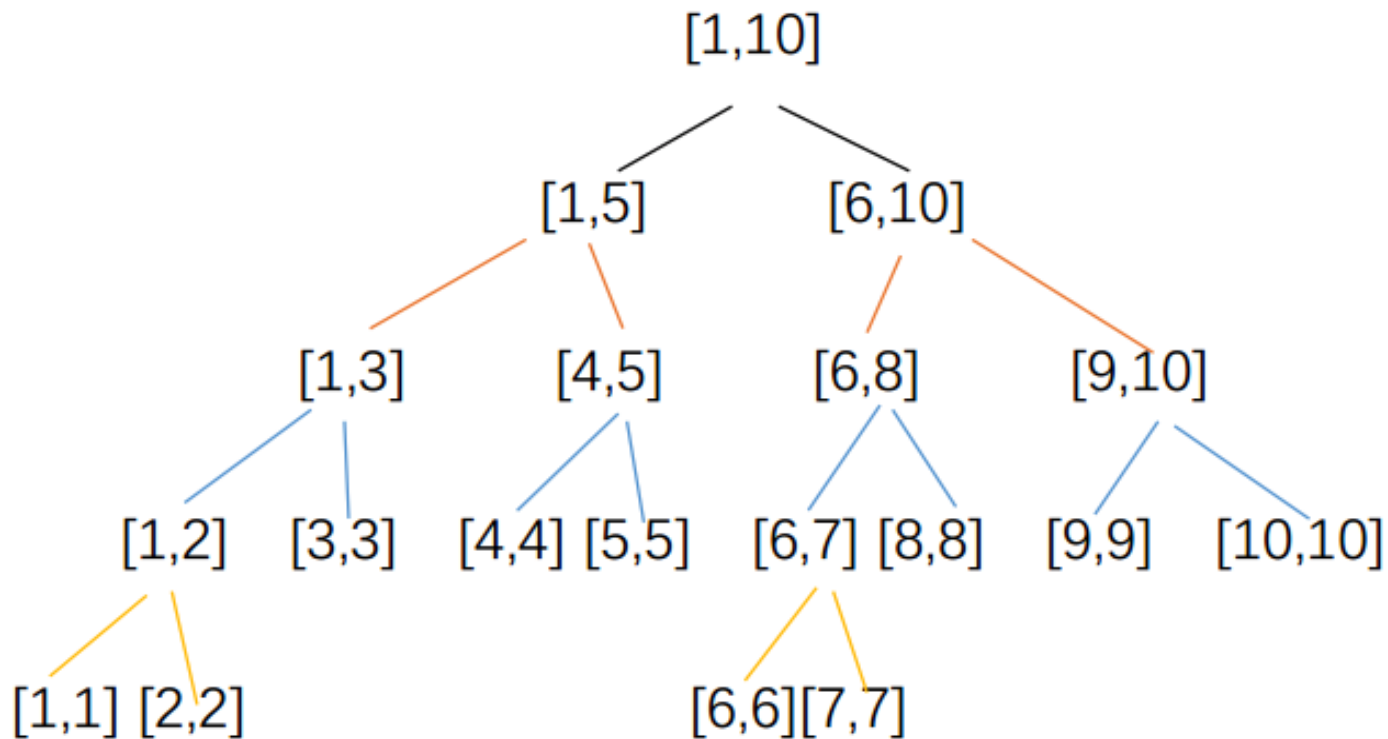 [1,10]
[1,5] [6,10]
[1,3] [4,5] [6,8] [9,10]
[1,2] [3,3] [4,4] [5,5] [6,7] [8,8] [9,9] [10,10]
[1,1] [2,2] [6,6][7,7]